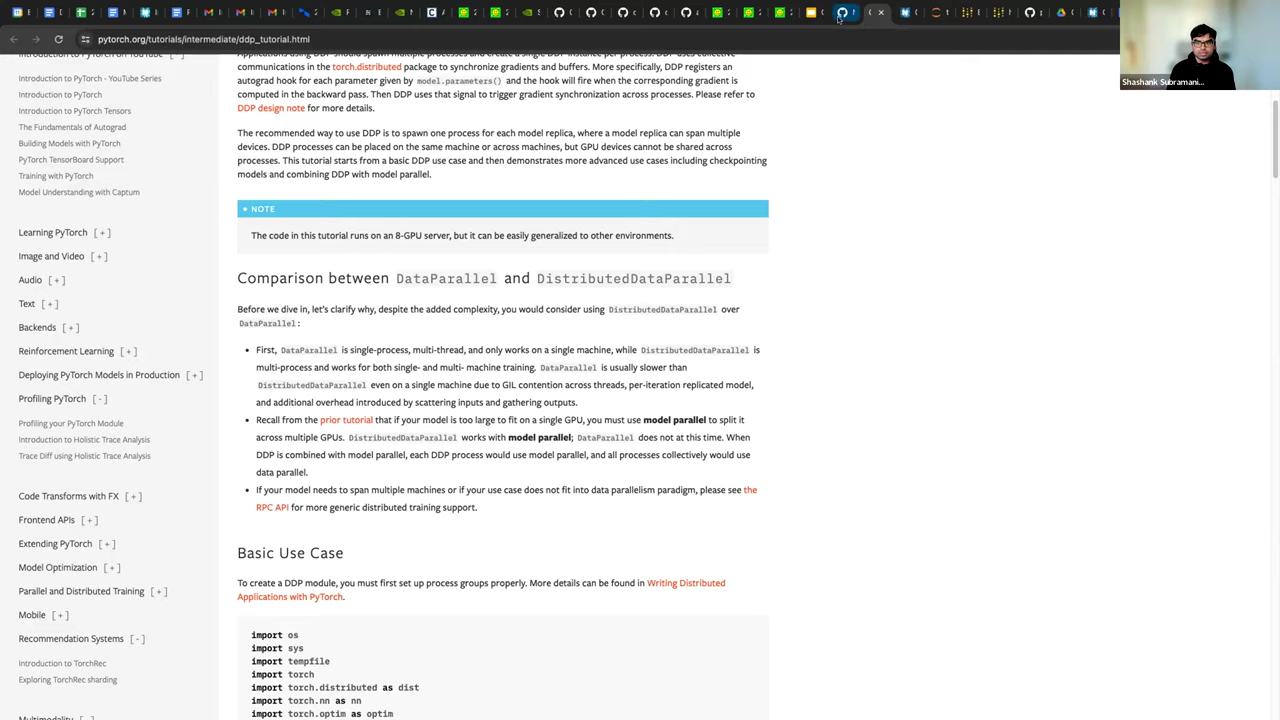 pytorch.org/tutorials/intermediate/ddp_tutorial.html
Shashank Subramani...
Introduction to PyTorch on YouTube [-]
Introduction to PyTorch - YouTube Series
Introduction to PyTorch
Introduction to PyTorch Tensors
The Fundamentals of Autograd
Building Models with PyTorch
PyTorch TensorBoard Support
Training with PyTorch
Model Understanding with Captum
Learning PyTorch [+]
Image and Video [+]
Audio [+]
Text [+]
Backends [+]
Reinforcement Learning [+]
Deploying PyTorch Models in Production [+]
Profiling PyTorch [-]
Profiling your PyTorch Module
Introduction to Holistic Trace Analysis
Trace Diff using Holistic Trace Analysis
Code Transforms with FX [+]
Frontend APIs [+]
Extending PyTorch [+]
Model Optimization [+]
Parallel and Distributed Training [+]
Mobile [+]
Recommendation Systems [-]
Introduction to TorchRec
Exploring TorchRec sharding
Multimodality [-]
Applications using DDP should spawn multiple processes and create a single DDP instance per process. DDP uses collective
communications in the torch.distributed package to synchronize gradients and buffers. More specifically, DDP registers an
autograd hook for each parameter given by model.parameters() and the hook will fire when the corresponding gradient is
computed in the backward pass. Then DDP uses that signal to trigger gradient synchronization across processes. Please refer to
DDP design note for more details.
The recommended way to use DDP is to spawn one process for each model replica, where a model replica can span multiple
devices. DDP processes can be placed on the same machine or across machines, but GPU devices cannot be shared across
processes. This tutorial starts from a basic DDP use case and then demonstrates more advanced use cases including checkpointing
models and combining DDP with model parallel.
NOTE
The code in this tutorial runs on an 8-GPU server, but it can be easily generalized to other environments.
Comparison between DataParallel and DistributedDataParallel
Before we dive in, let's clarify why, despite the added complexity, you would consider using DistributedDataParallel over
DataParallel:
• First, DataParallel is single-process, multi-thread, and only works on a single machine, while DistributedDataParallel is
multi-process and works for both single- and multi- machine training. DataParallel is usually slower than
DistributedDataParallel even on a single machine due to GIL contention across threads, per-iteration replicated model,
and additional overhead introduced by scattering inputs and gathering outputs.
• Recall from the prior tutorial that if your model is too large to fit on a single GPU, you must use model parallel to split it
across multiple GPUs. DistributedDataParallel works with model parallel; DataParallel does not at this time. When
DDP is combined with model parallel, each DDP process would use model parallel, and all processes collectively would use
data parallel.
• If your model needs to span multiple machines or if your use case does not fit into data parallelism paradigm, please see the
RPC API for more generic distributed training support.
Basic Use Case
To create a DDP module, you must first set up process groups properly. More details can be found in Writing Distributed
Applications with PyTorch.
import os
import sys
import tempfile
import torch
import torch.distributed as dist
import torch.nn as nn
import torch.optim as optim